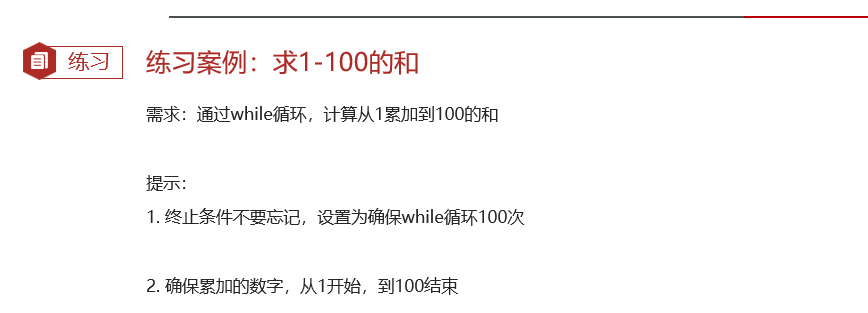 练习
练习案例：求1-100的和
需求：通过while循环，计算从1累加到100的和
提示：
1. 终止条件不要忘记，设置为确保while循环100次
2. 确保累加的数字，从1开始，到100结束